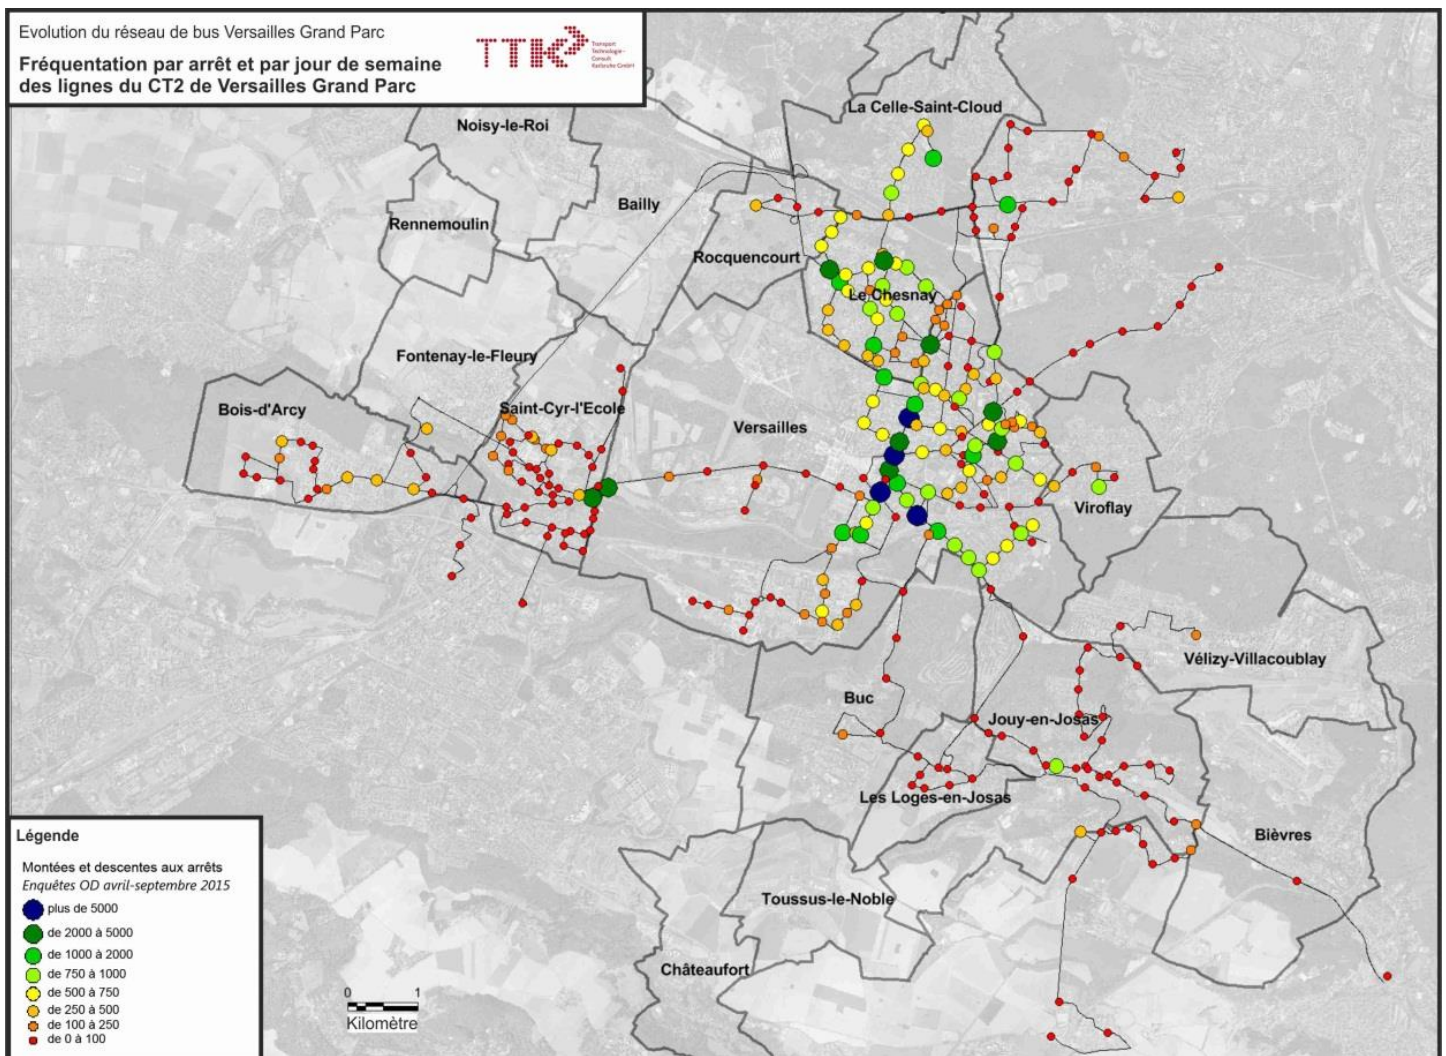 Evolution du réseau de bus Versailles Grand Parc
Fréquentation par arrêt et par jour de semaine
des lignes du CT2 de Versailles Grand Parc
TTK
Transport
Technologie -
Consult
Karlsruhe GmbH
La Celle-Saint-Cloud
Noisy-le-Roi
Bailly
Rennemoulin
Rocquencourt
Le Chesnay
Fontenay-le-Fleury
Saint-Cyr-l'Ecole
Bois-d'Arcy
Versailles
Viroflay
Vélizy-Villacoublay
Buc
Jouy-en-Josas
Les Loges-en-Josas
Bièvres
Toussus-le-Noble
Châteaufort
Légende
Montées et descentes aux arrêts
Enquêtes OD avril-septembre 2015
plus de 5000
de 2000 à 5000
de 1000 à 2000
de 750 à 1000
de 500 à 750
de 250 à 500
de 100 à 250
de 0 à 100
0 1
Kilomètre